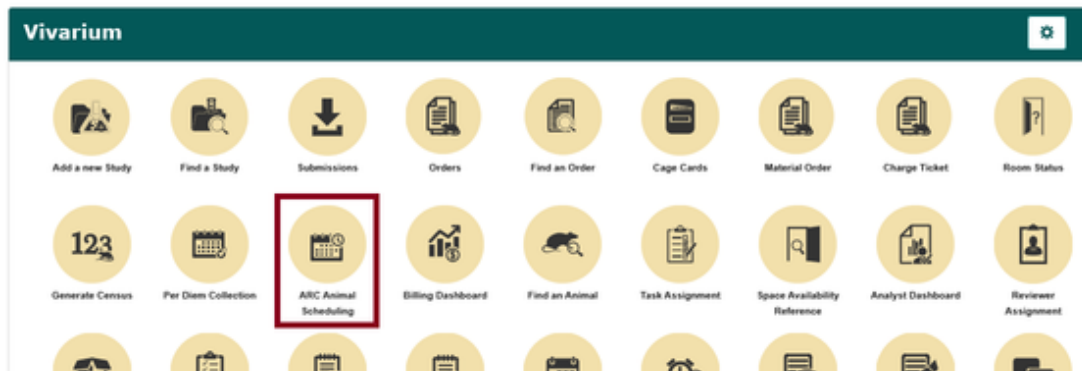 Vivarium
Add a new Study
Find a Study
Submissions
Orders
Find an Order
Cage Cards
Material Order
Charge Ticket
Room Status
?
123
Generate Census
Per Diem Collection
ARC Animal
Scheduling
Billing Dashboard
Find an Animal
Task Assignment
Space Availability
Reference
Analyst Dashboard
Reviewer
Assignment